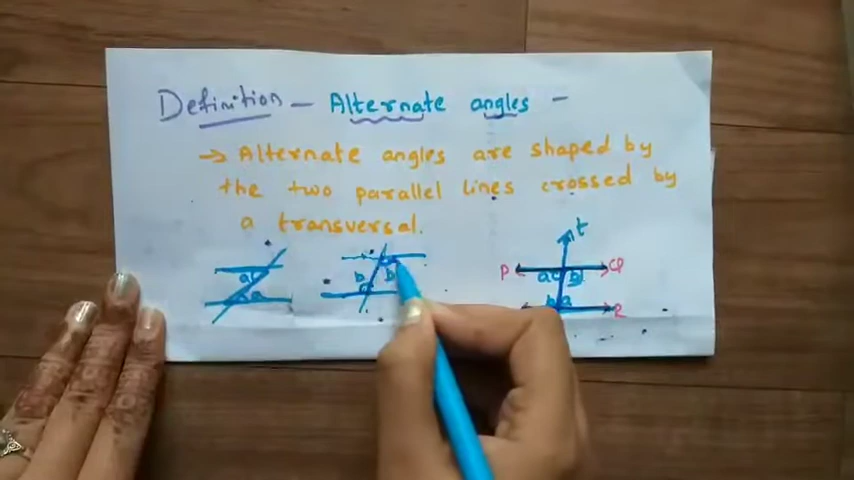 Definition - Alternate angles -
→ Alternate angles are shaped by
the two parallel lines crossed by
a transversal.
a a
b b
t
P Q
a b
b a
R